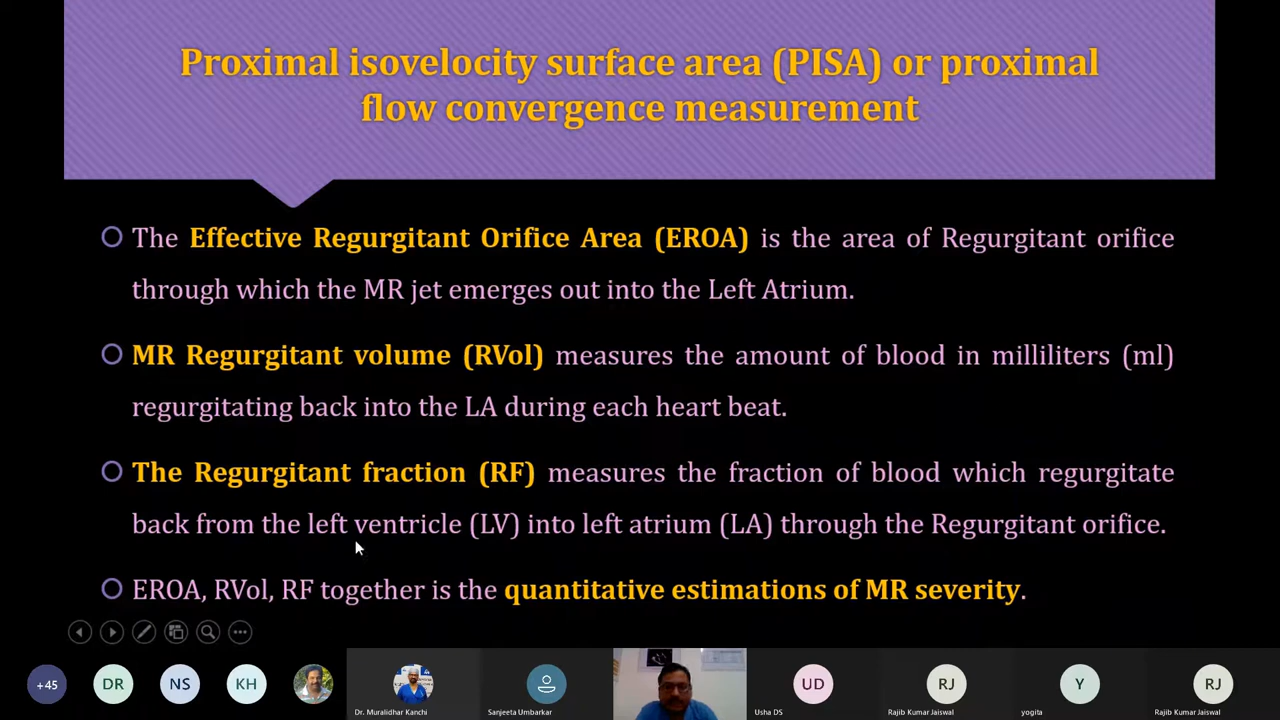 Proximal isovelocity surface area (PISA) or proximal
flow convergence measurement
The Effective Regurgitant Orifice Area (EROA) is the area of Regurgitant orifice
through which the MR jet emerges out into the Left Atrium.
MR Regurgitant volume (RVol) measures the amount of blood in milliliters (ml)
regurgitating back into the LA during each heart beat.
The Regurgitant fraction (RF) measures the fraction of blood which regurgitate
back from the left ventricle (LV) into left atrium (LA) through the Regurgitant orifice.
EROA, RVol, RF together is the quantitative estimations of MR severity.
+45 DR NS KH UD RJ Y RJ
Dr. Muralidhar Kanchi Sanjeeta Umbarkar Usha DS Rajib Kumar Jaiswal yogita Rajib Kumar Jaiswal